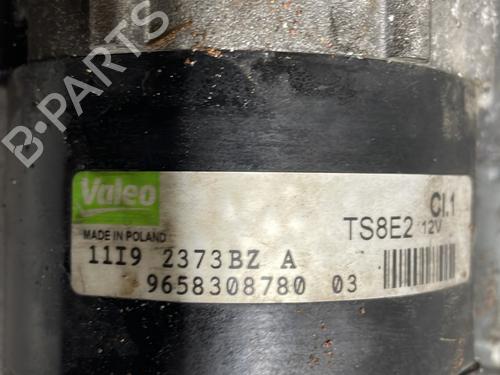 B-PARTS
Valeo
MADE IN POLAND
Cl.1
TS8E2 12V
11I9 2373BZ A
9658308780 03